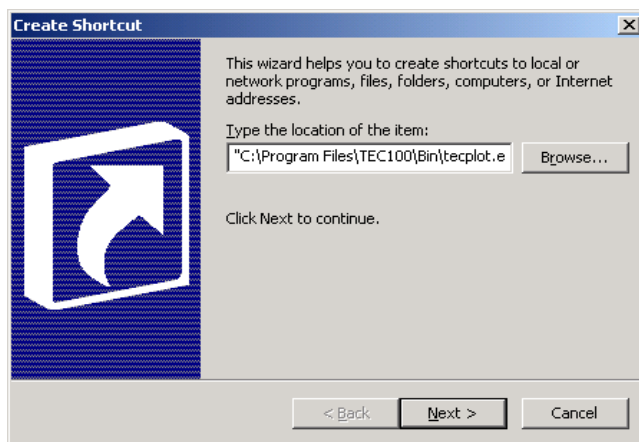 Create Shortcut
This wizard helps you to create shortcuts to local or
network programs, files, folders, computers, or Internet
addresses.
Type the location of the item:
"C:\Program Files\TEC100\Bin\tecplot.e
Browse...
Click Next to continue.
< Back
Next >
Cancel